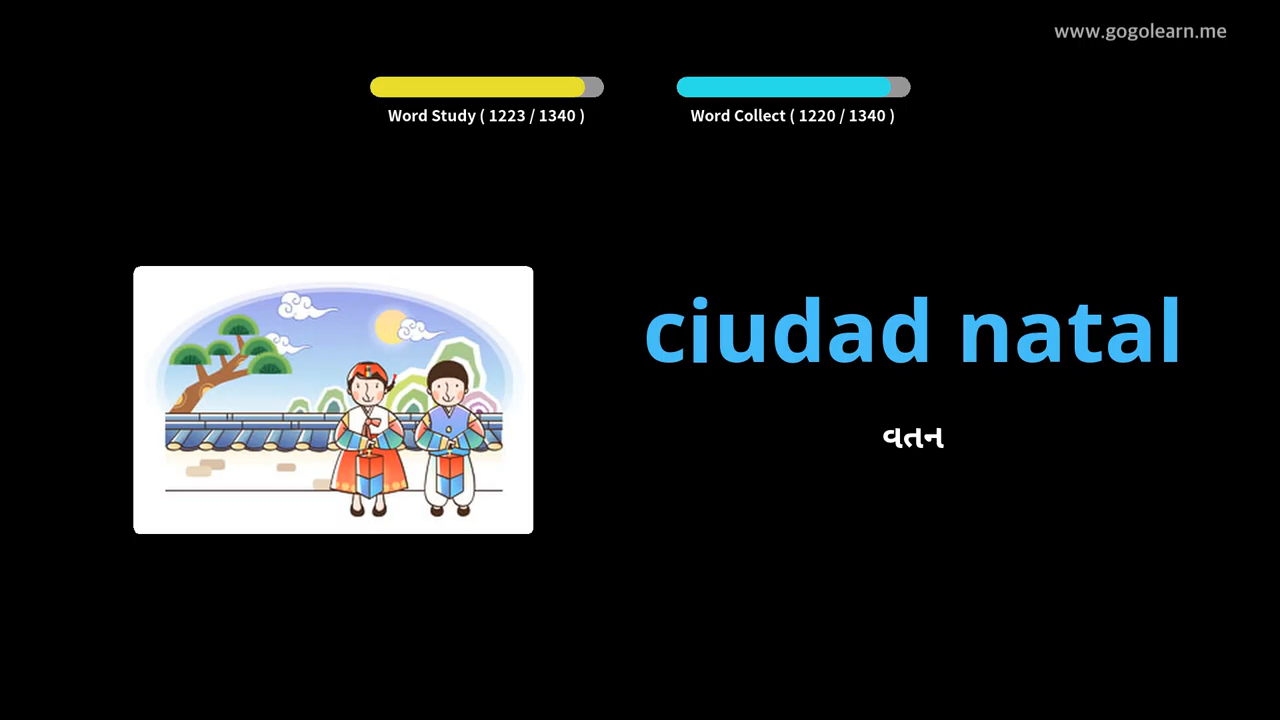 www.gogolearn.me
Word Study ( 1223 / 1340 )
Word Collect ( 1220 / 1340 )
ciudad natal
વતન